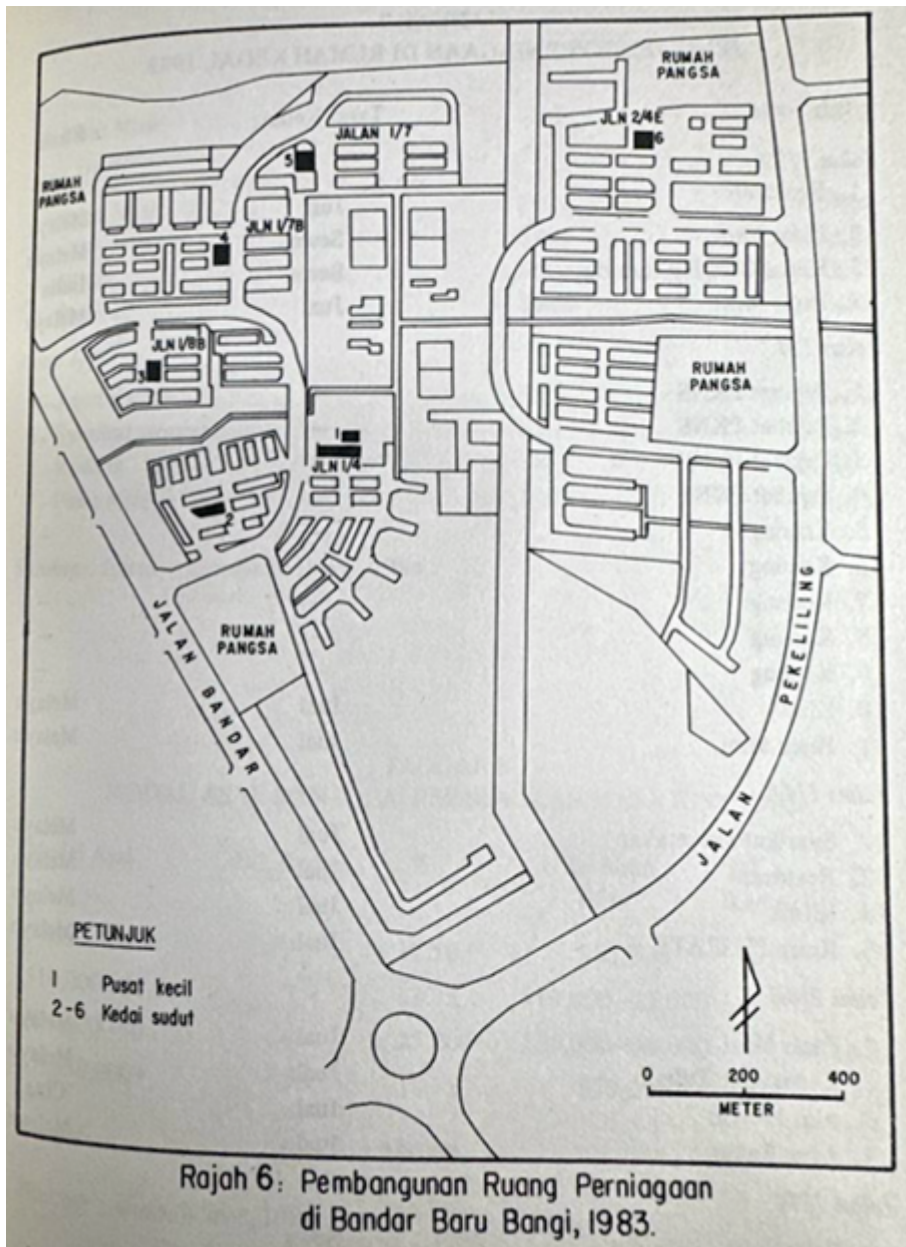 RUMAH
PANGSA
JLN 2/4E
6
JALAN 1/7
5
RUMAH
PANGSA
JLN 1/7B
4
JLN 1/8B
3
RUMAH
PANGSA
1
JLN 1/4
2
RUMAH
PANGSA
JALAN BANDAR
JALAN PEKELILING
PETUNJUK
1 Pusat kecil
2-6 Kedai sudut
0 200 400
METER
Rajah 6: Pembangunan Ruang Perniagaan
di Bandar Baru Bangi, 1983.